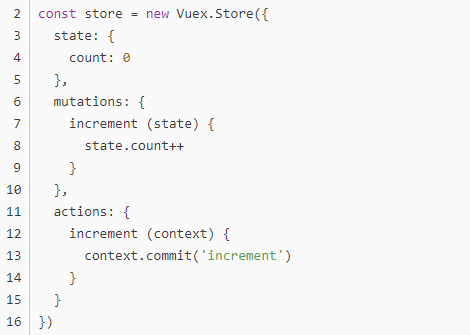 2 const store = new Vuex.Store({
3   state: {
4     count: 0
5   },
6   mutations: {
7     increment (state) {
8       state.count++
9     }
10   },
11   actions: {
12     increment (context) {
13       context.commit('increment')
14     }
15   }
16 })